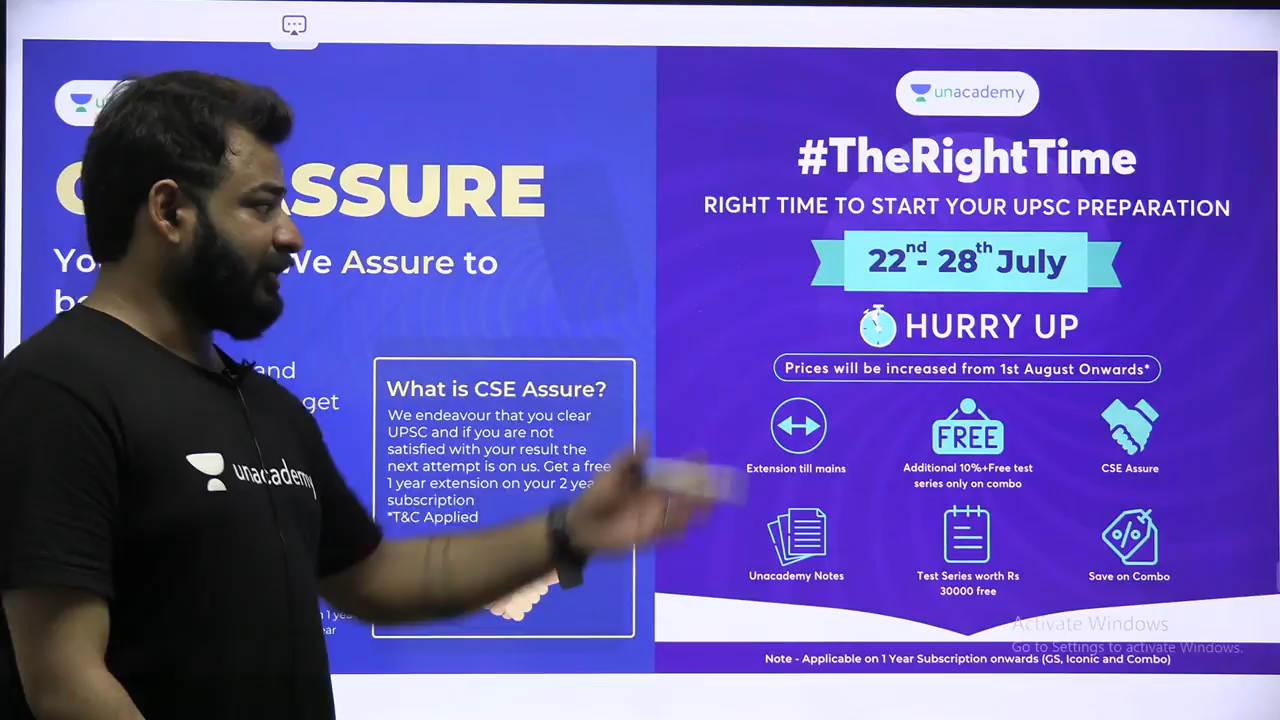 ASSURE
We Assure to
and
get
What is CSE Assure?
We endeavour that you clear
UPSC and if you are not
satisfied with your result the
next attempt is on us. Get a free
1 year extension on your 2 year
subscription
*T&C Applied
unacademy
unacademy
#TheRightTime
RIGHT TIME TO START YOUR UPSC PREPARATION
22nd - 28th July
HURRY UP
Prices will be increased from 1st August Onwards*
Extension till mains
FREE
Additional 10%+Free test
series only on combo
CSE Assure
Unacademy Notes
Test Series worth Rs
30000 free
Save on Combo
Activate Windows
Go to Settings to activate Windows.
Note - Applicable on 1 Year Subscription onwards (GS, Iconic and Combo)